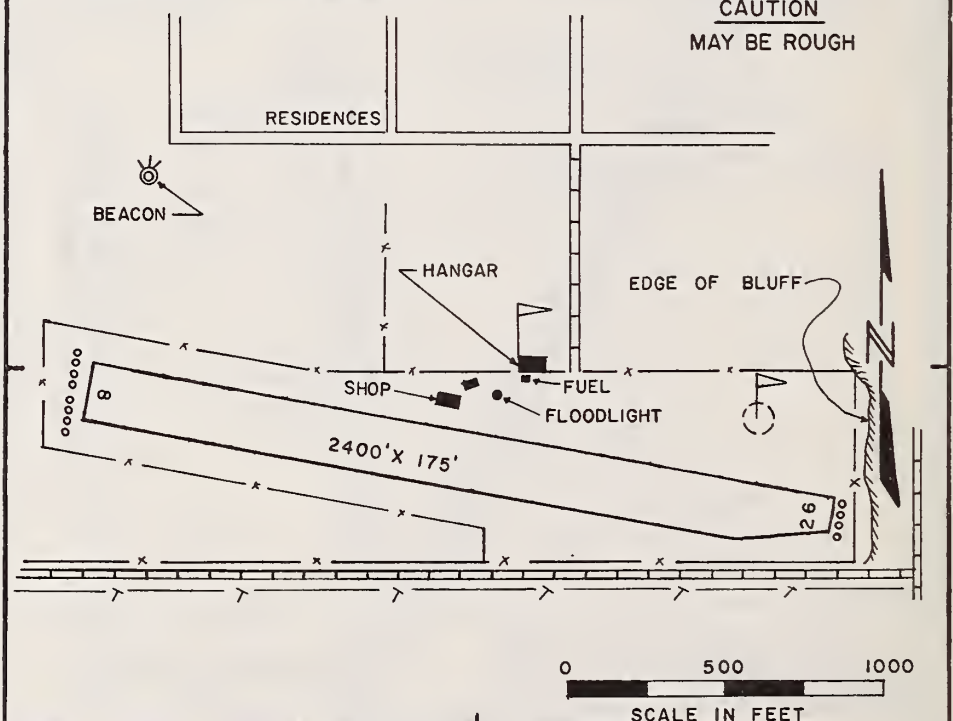 CAUTION
MAY BE ROUGH
RESIDENCES
BEACON
HANGAR
EDGE OF BLUFF
SHOP
FUEL
FLOODLIGHT
8
2400' X 175'
26
T T T T T T
0 500 1000
SCALE IN FEET